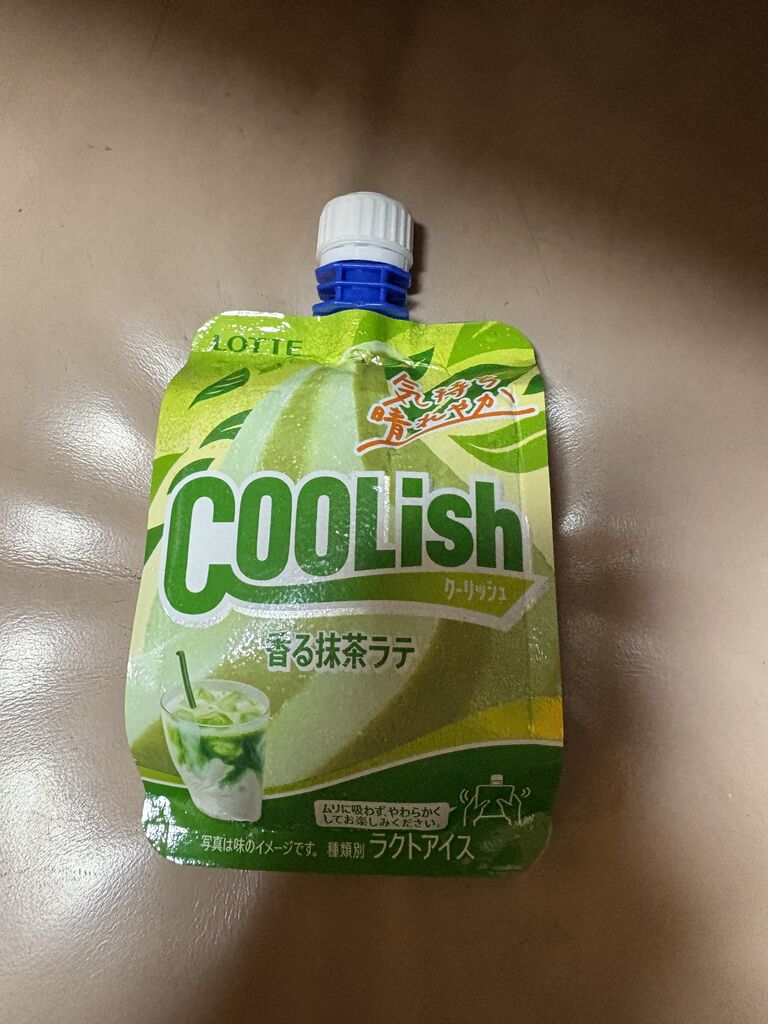 LOTTE
気持ち
晴れやか
COOLish
クーリッシュ
香る抹茶ラテ
ムリに吸わず、やわらかく
してお楽しみください。
写真は味のイメージです。 種類別 ラクトアイス